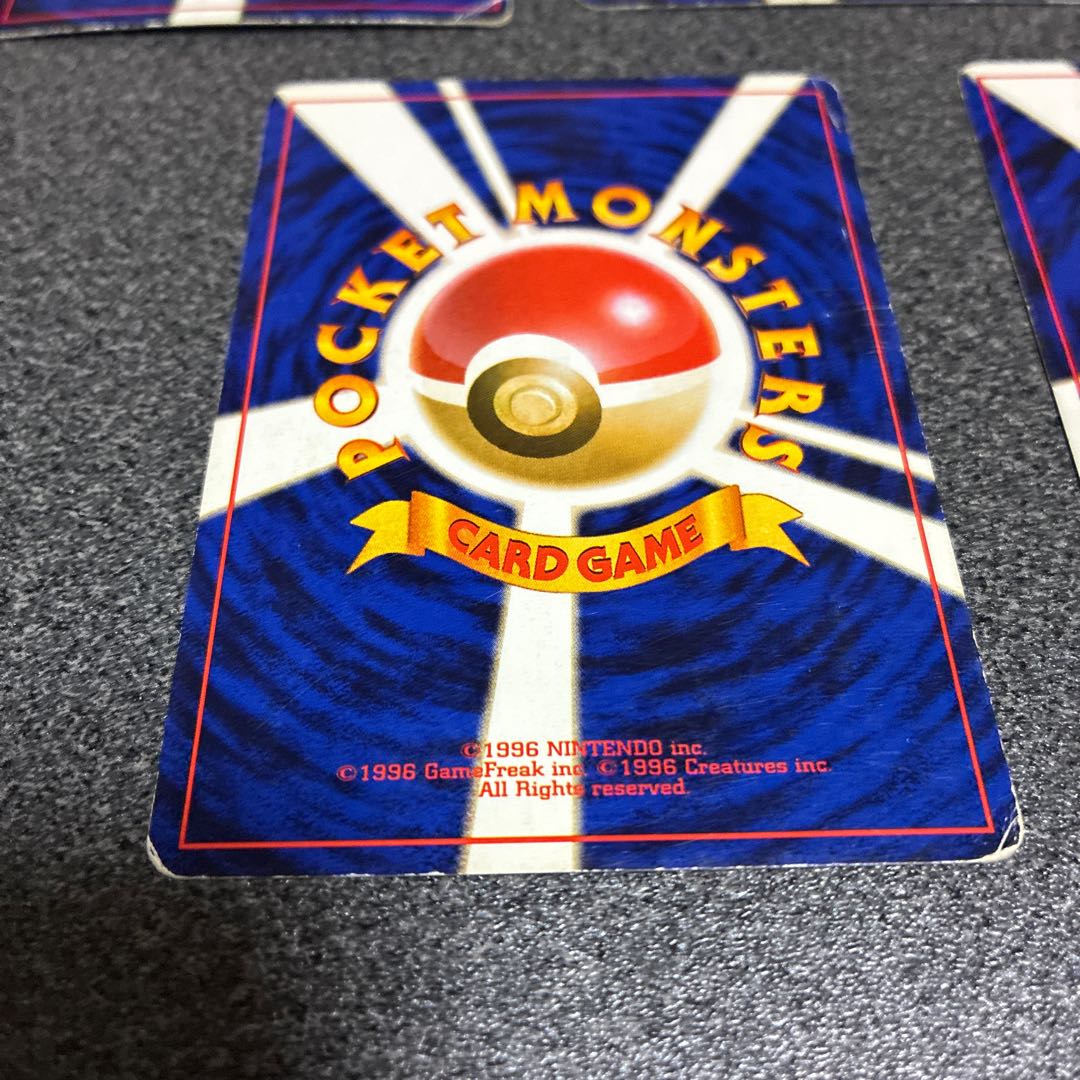 POCKET MONSTERS
CARD GAME
©1996 NINTENDO inc.
©1996 GameFreak inc. ©1996 Creatures inc.
All Rights reserved.